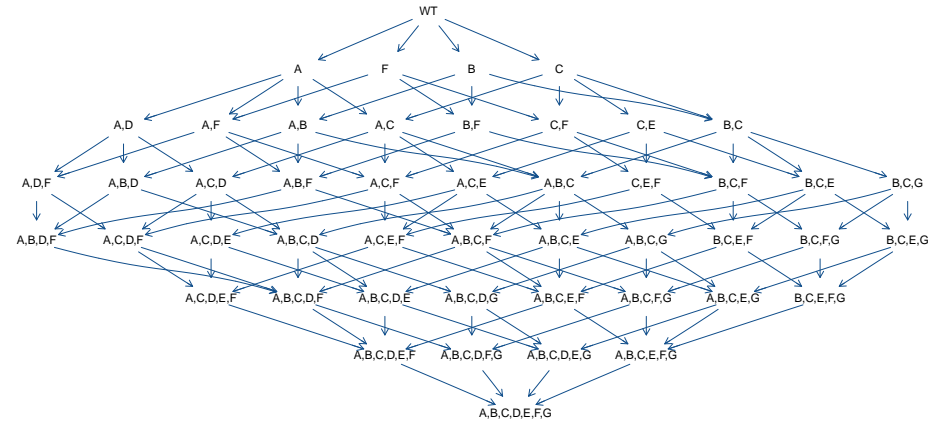 WT
A F B C
A,D A,F A,B A,C B,F C,F C,E B,C
A,D,F A,B,D A,C,D A,B,F A,C,F A,C,E A,B,C C,E,F B,C,F B,C,E B,C,G
A,B,D,F A,C,D,F A,C,D,E A,B,C,D A,C,E,F A,B,C,F A,B,C,E A,B,C,G B,C,E,F B,C,F,G B,C,E,G
A,C,D,E,F A,B,C,D,F A,B,C,D,E A,B,C,D,G A,B,C,E,F A,B,C,F,G A,B,C,E,G B,C,E,F,G
A,B,C,D,E,F A,B,C,D,F,G A,B,C,D,E,G A,B,C,E,F,G
A,B,C,D,E,F,G